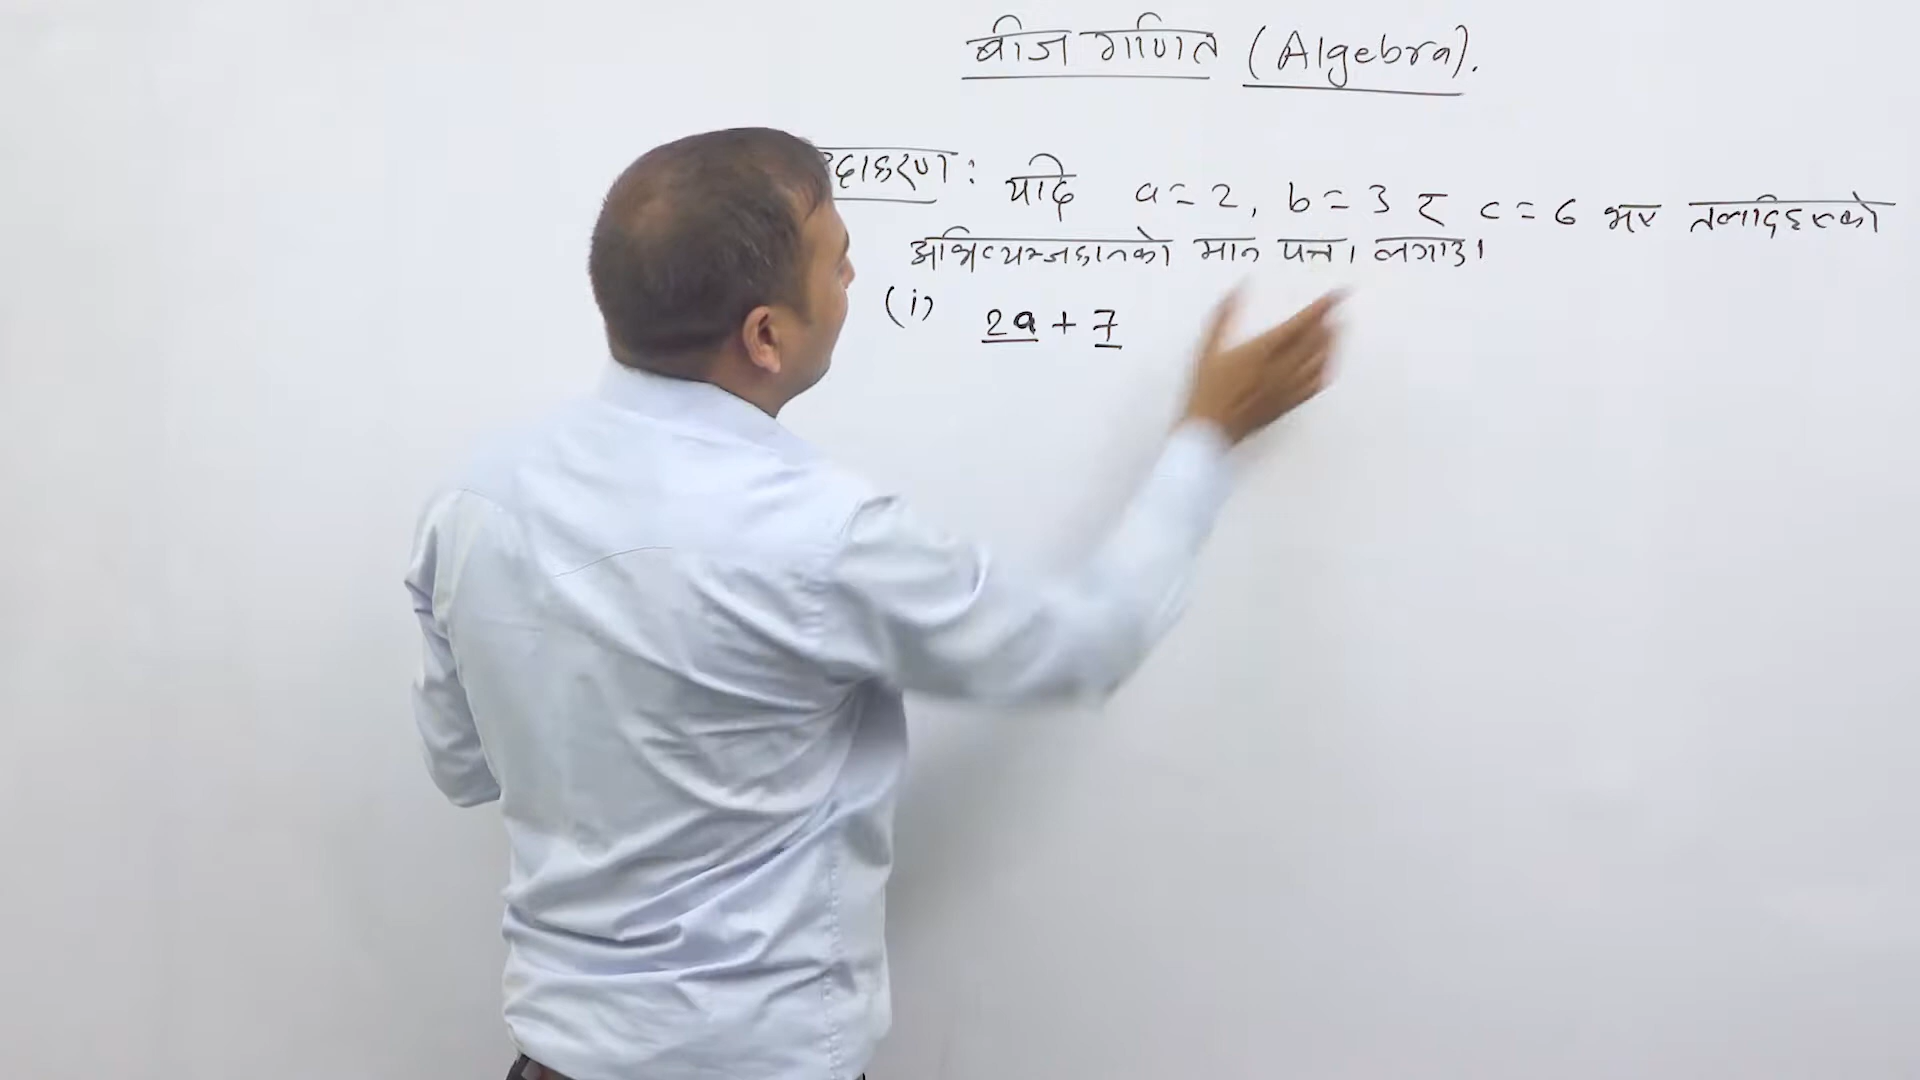 बीज गणित (Algebra).
उदाहरण : यदि a = 2, b = 3 र c = 6 भए तलदिइएको
अभिव्यञ्जकहरुको मान पत्ता लगाउ।
(i) 2a + 7